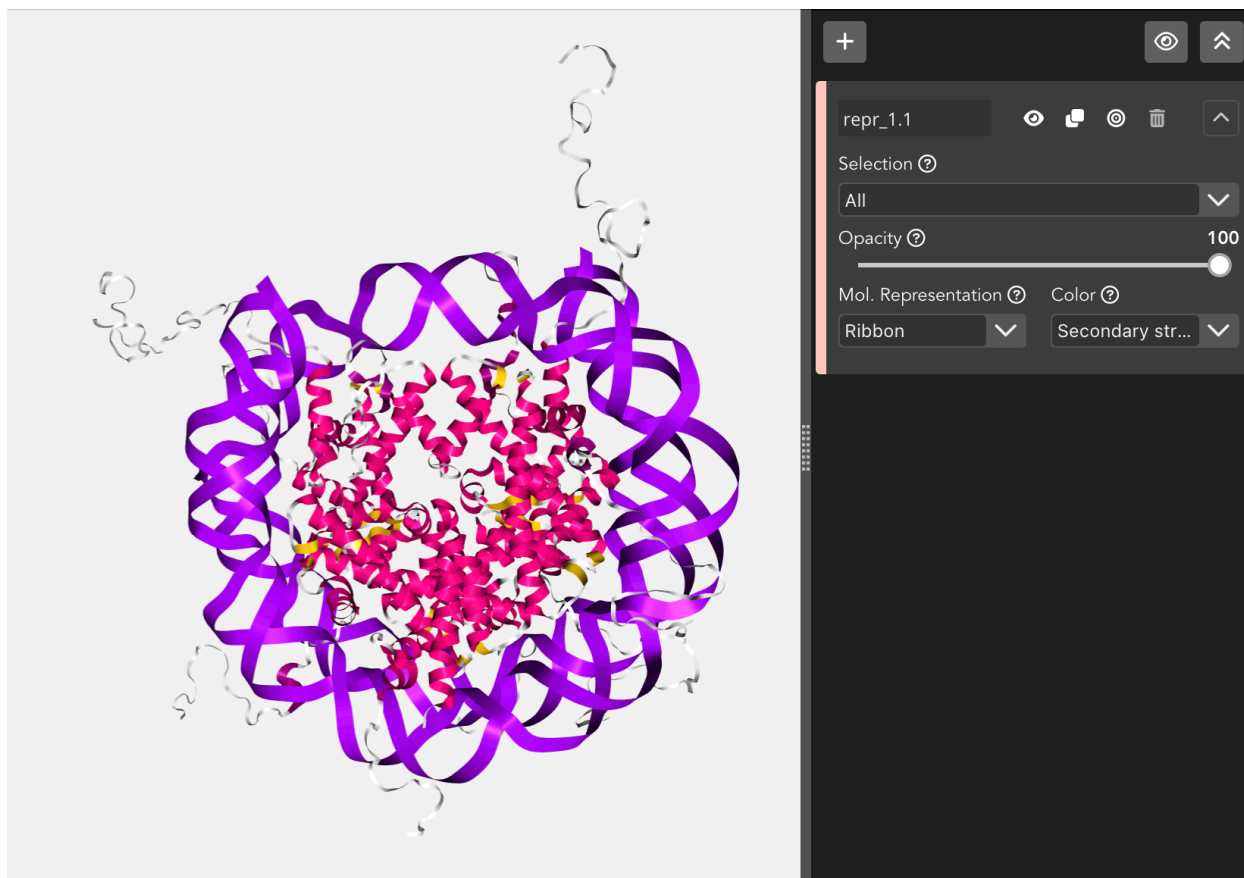 repr_1.1
Selection
All
Opacity 100
Mol. Representation Color
Ribbon Secondary str...